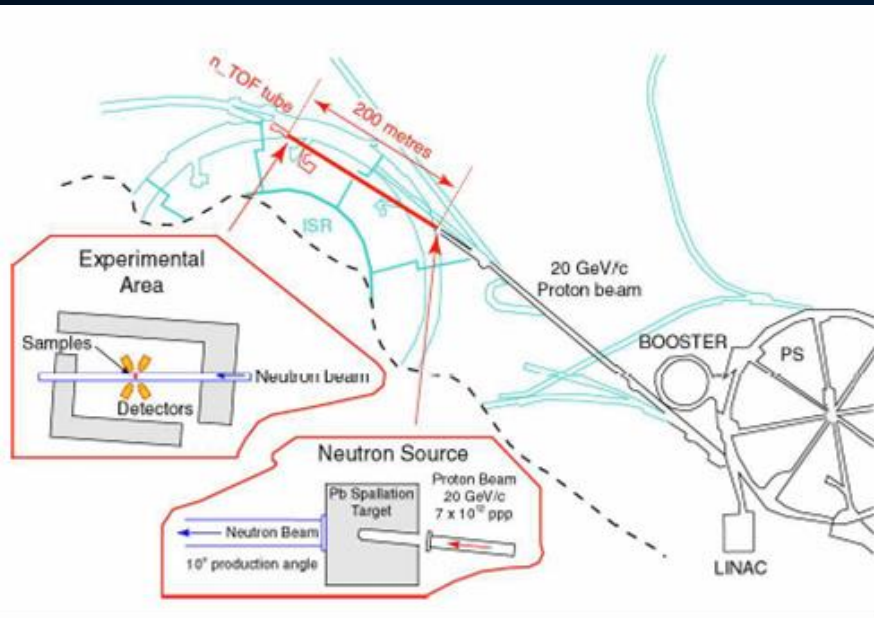 n_TOF tube
200 metres
ISR
20 GeV/c
Proton beam
BOOSTER
PS
LINAC
Experimental
Area
Samples
Neutron beam
Detectors
Neutron Source
Pb Spallation
Target
Proton Beam
20 GeV/c
7 x 10¹² ppp
Neutron Beam
10° production angle